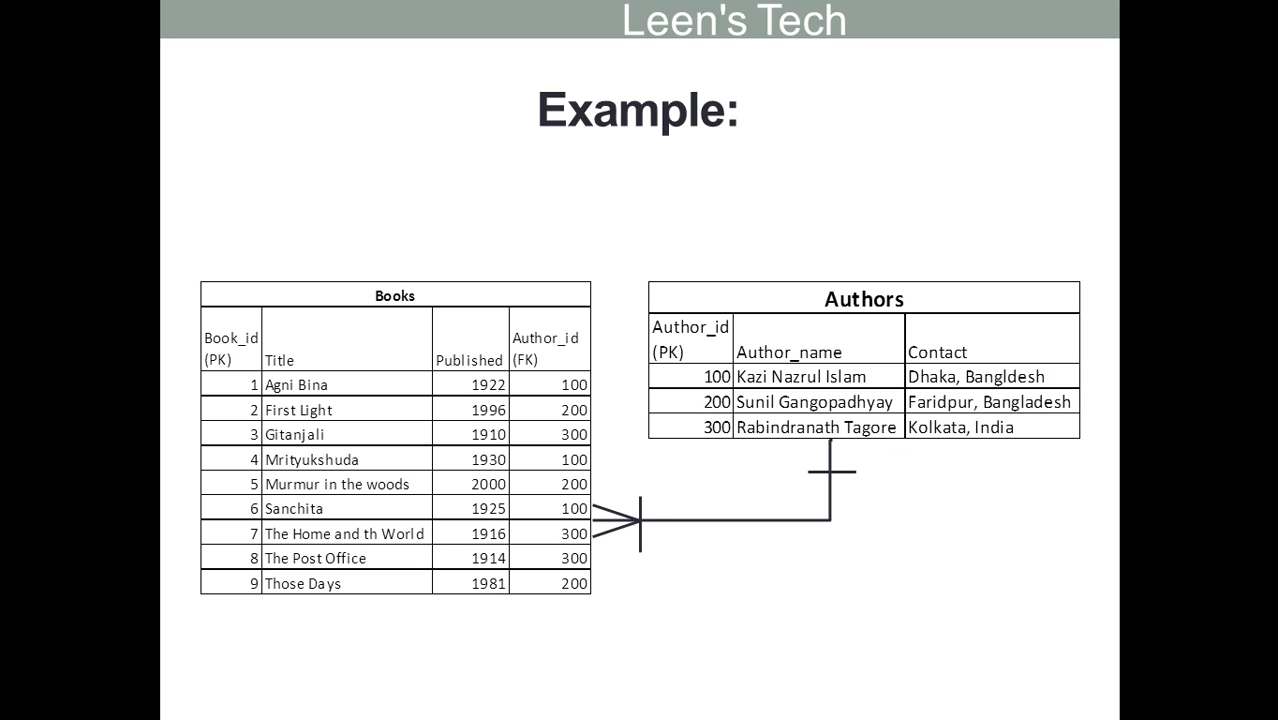 Leen's Tech
Example:
Books
Book_id (PK) Title Published Author_id (FK)
1 Agni Bina 1922 100
2 First Light 1996 200
3 Gitanjali 1910 300
4 Mrityukshuda 1930 100
5 Murmur in the woods 2000 200
6 Sanchita 1925 100
7 The Home and th World 1916 300
8 The Post Office 1914 300
9 Those Days 1981 200
Authors
Author_id (PK) Author_name Contact
100 Kazi Nazrul Islam Dhaka, Bangldesh
200 Sunil Gangopadhyay Faridpur, Bangladesh
300 Rabindranath Tagore Kolkata, India